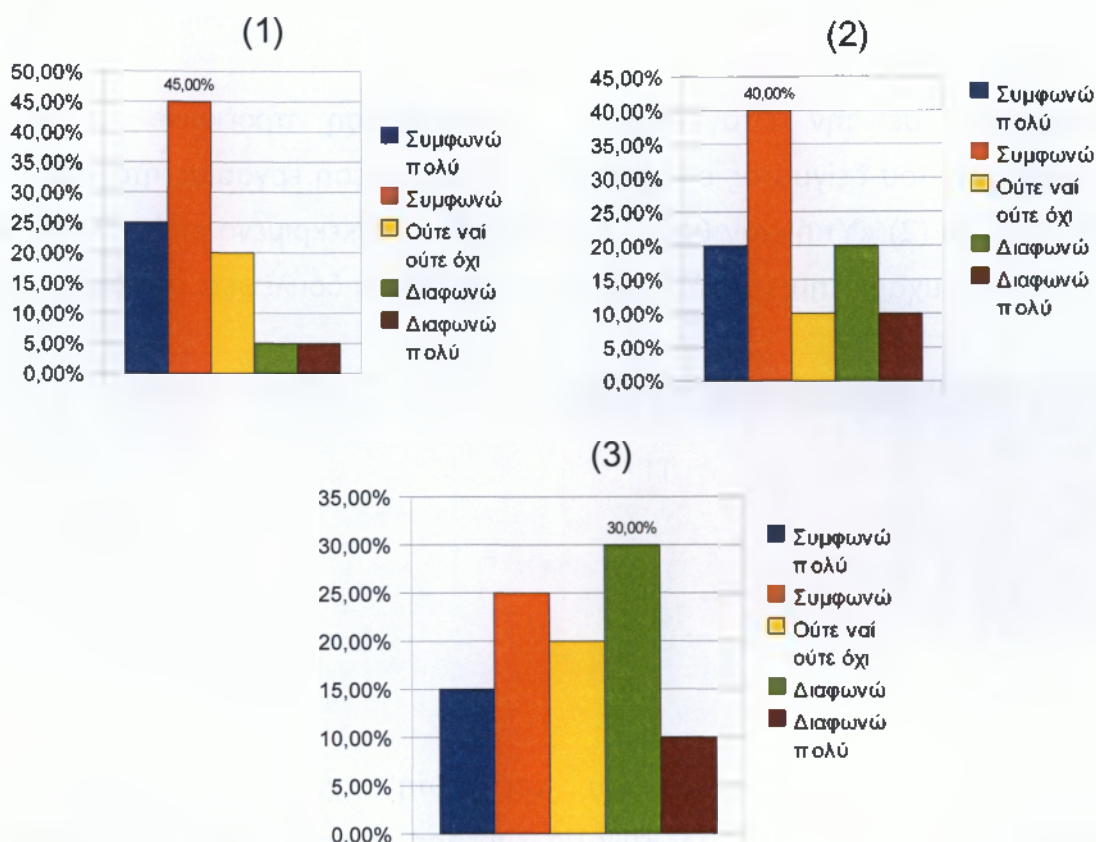 (1)
50,00%
45,00%
40,00%
35,00%
30,00%
25,00%
20,00%
15,00%
10,00%
5,00%
0,00%
45,00%
Συμφωνώ
πολύ
Συμφωνώ
Ούτε ναί
ούτε όχι
Διαφωνώ
Διαφωνώ
πολύ
(2)
45,00%
40,00%
35,00%
30,00%
25,00%
20,00%
15,00%
10,00%
5,00%
0,00%
40,00%
Συμφωνώ
πολύ
Συμφωνώ
Ούτε ναί
ούτε όχι
Διαφωνώ
Διαφωνώ
πολύ
(3)
35,00%
30,00%
25,00%
20,00%
15,00%
10,00%
5,00%
0,00%
30,00%
Συμφωνώ
πολύ
Συμφωνώ
Ούτε ναί
ούτε όχι
Διαφωνώ
Διαφωνώ
πολύ